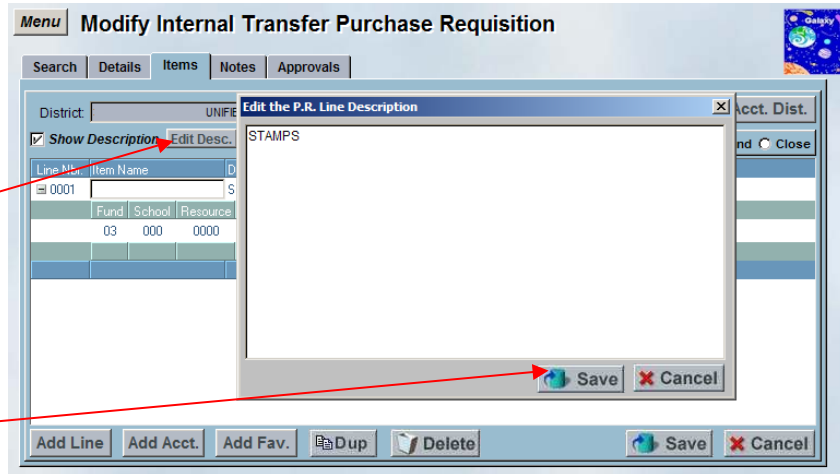 Menu Modify Internal Transfer Purchase Requisition
Galaxy
Search Details Items Notes Approvals
District: UNIFIE Edit the P.R. Line Description Acct. Dist.
Show Description Edit Desc. STAMPS nd Close
Line Nbr. Item Name D
0001 S
Fund School Resource
03 000 0000
Save Cancel
Add Line Add Acct. Add Fav. Dup Delete Save Cancel